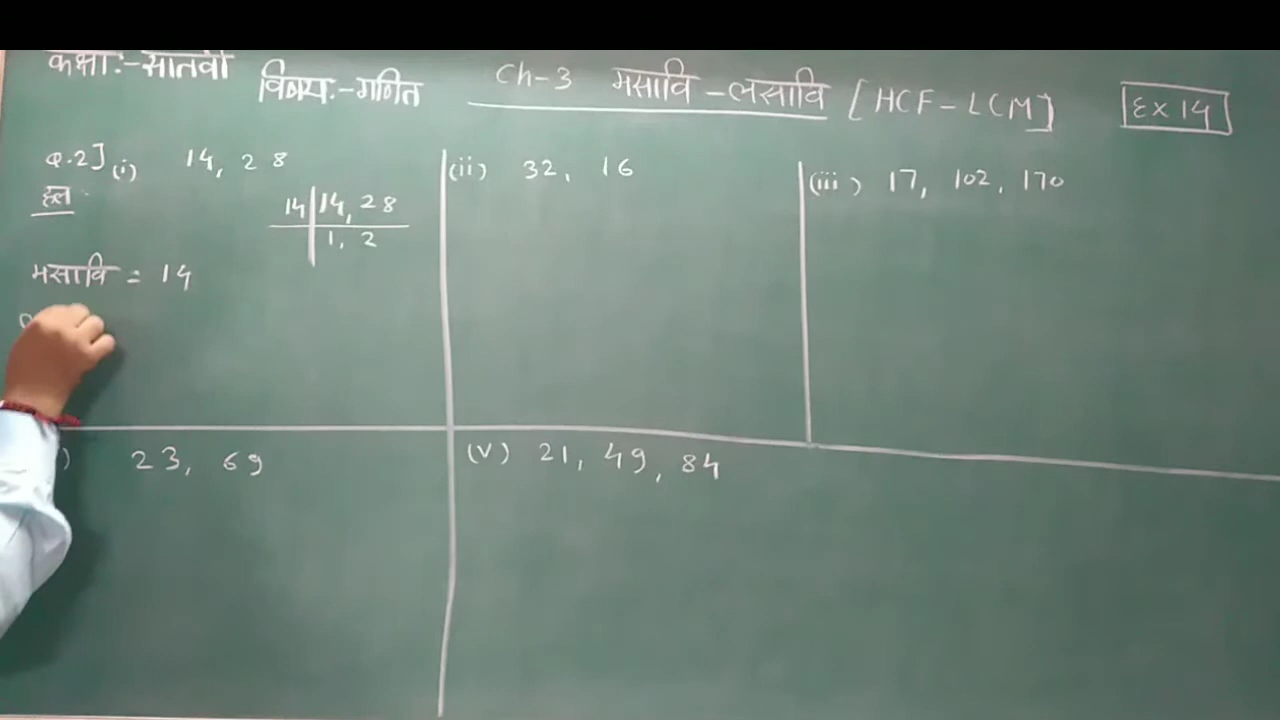 कक्षा:-सातवी
विषय:-गणित
Ch-3 मसावि-लसावि [HCF-LCM]
Ex 14
Q.2] (i) 14, 28
हल
14 | 14, 28
1, 2
मसावि = 14
(ii) 32, 16
(iii) 17, 102, 170
) 23, 69
(v) 21, 49, 84